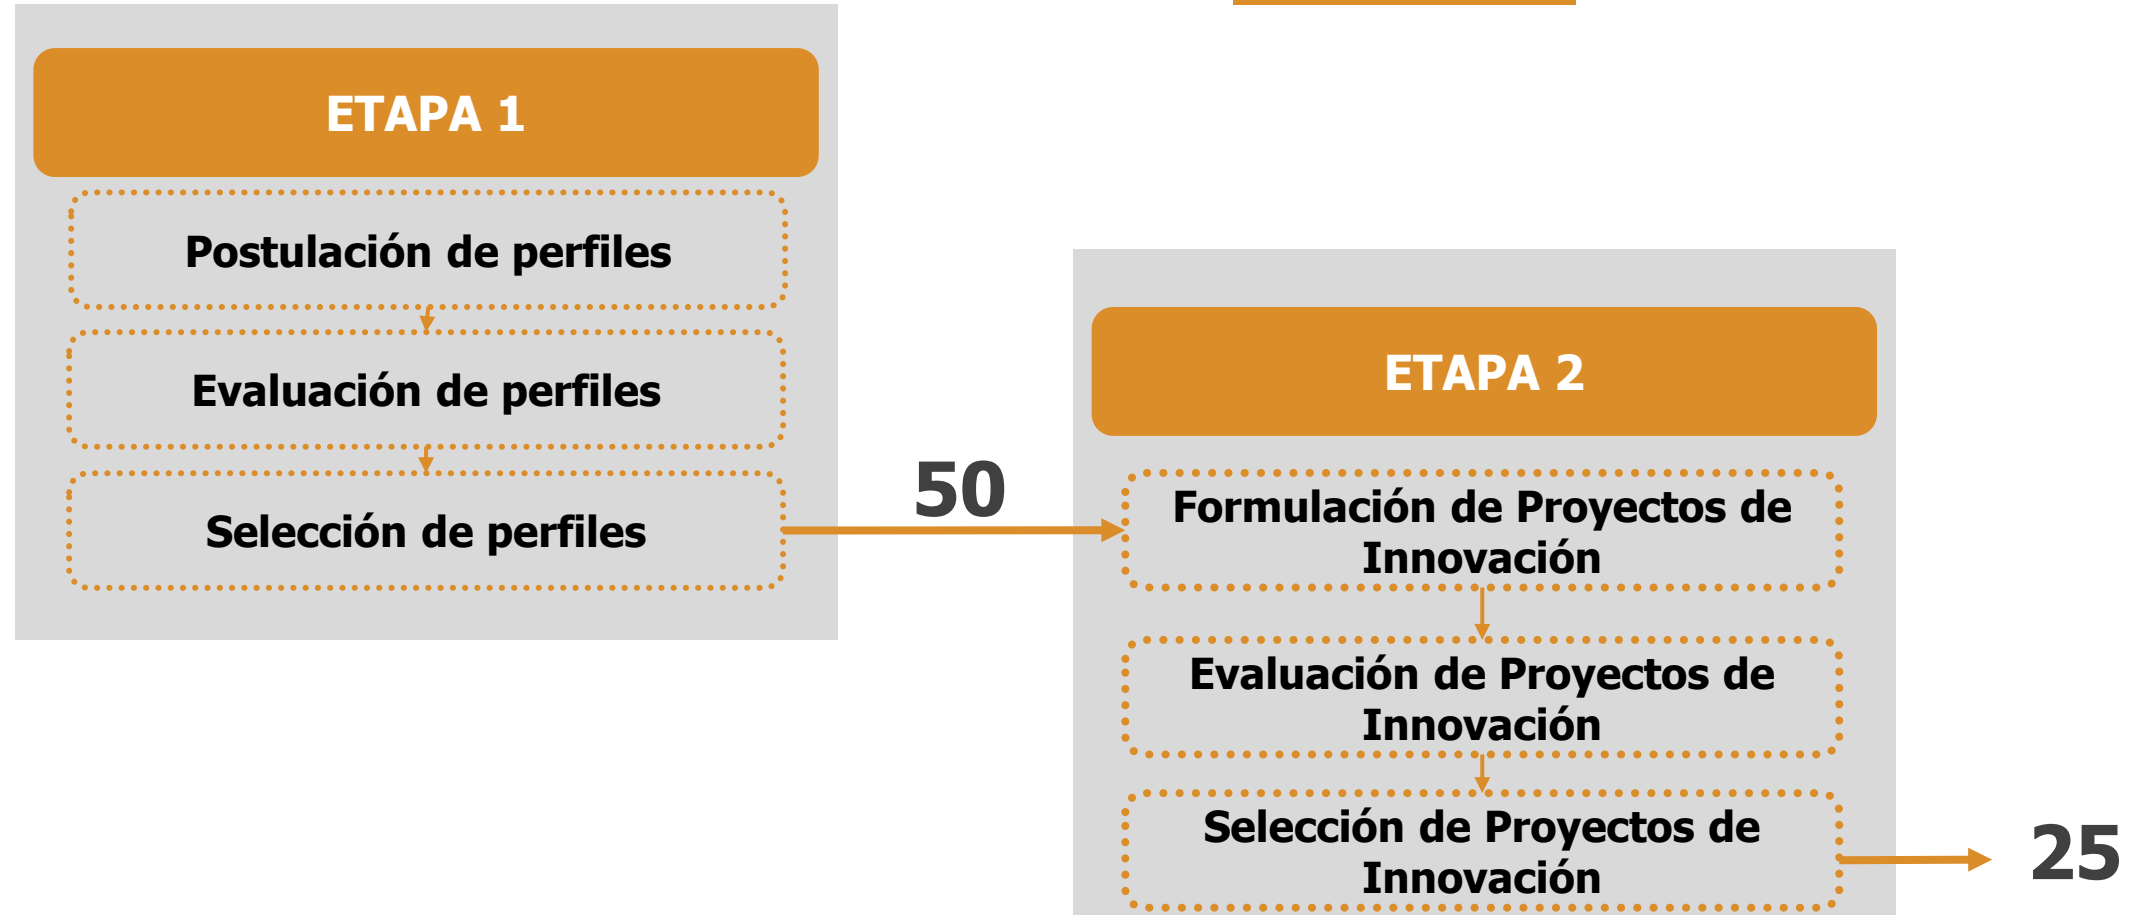 ETAPA 1
Postulación de perfiles
Evaluación de perfiles
Selección de perfiles
50
ETAPA 2
Formulación de Proyectos de
Innovación
Evaluación de Proyectos de
Innovación
Selección de Proyectos de
Innovación
25